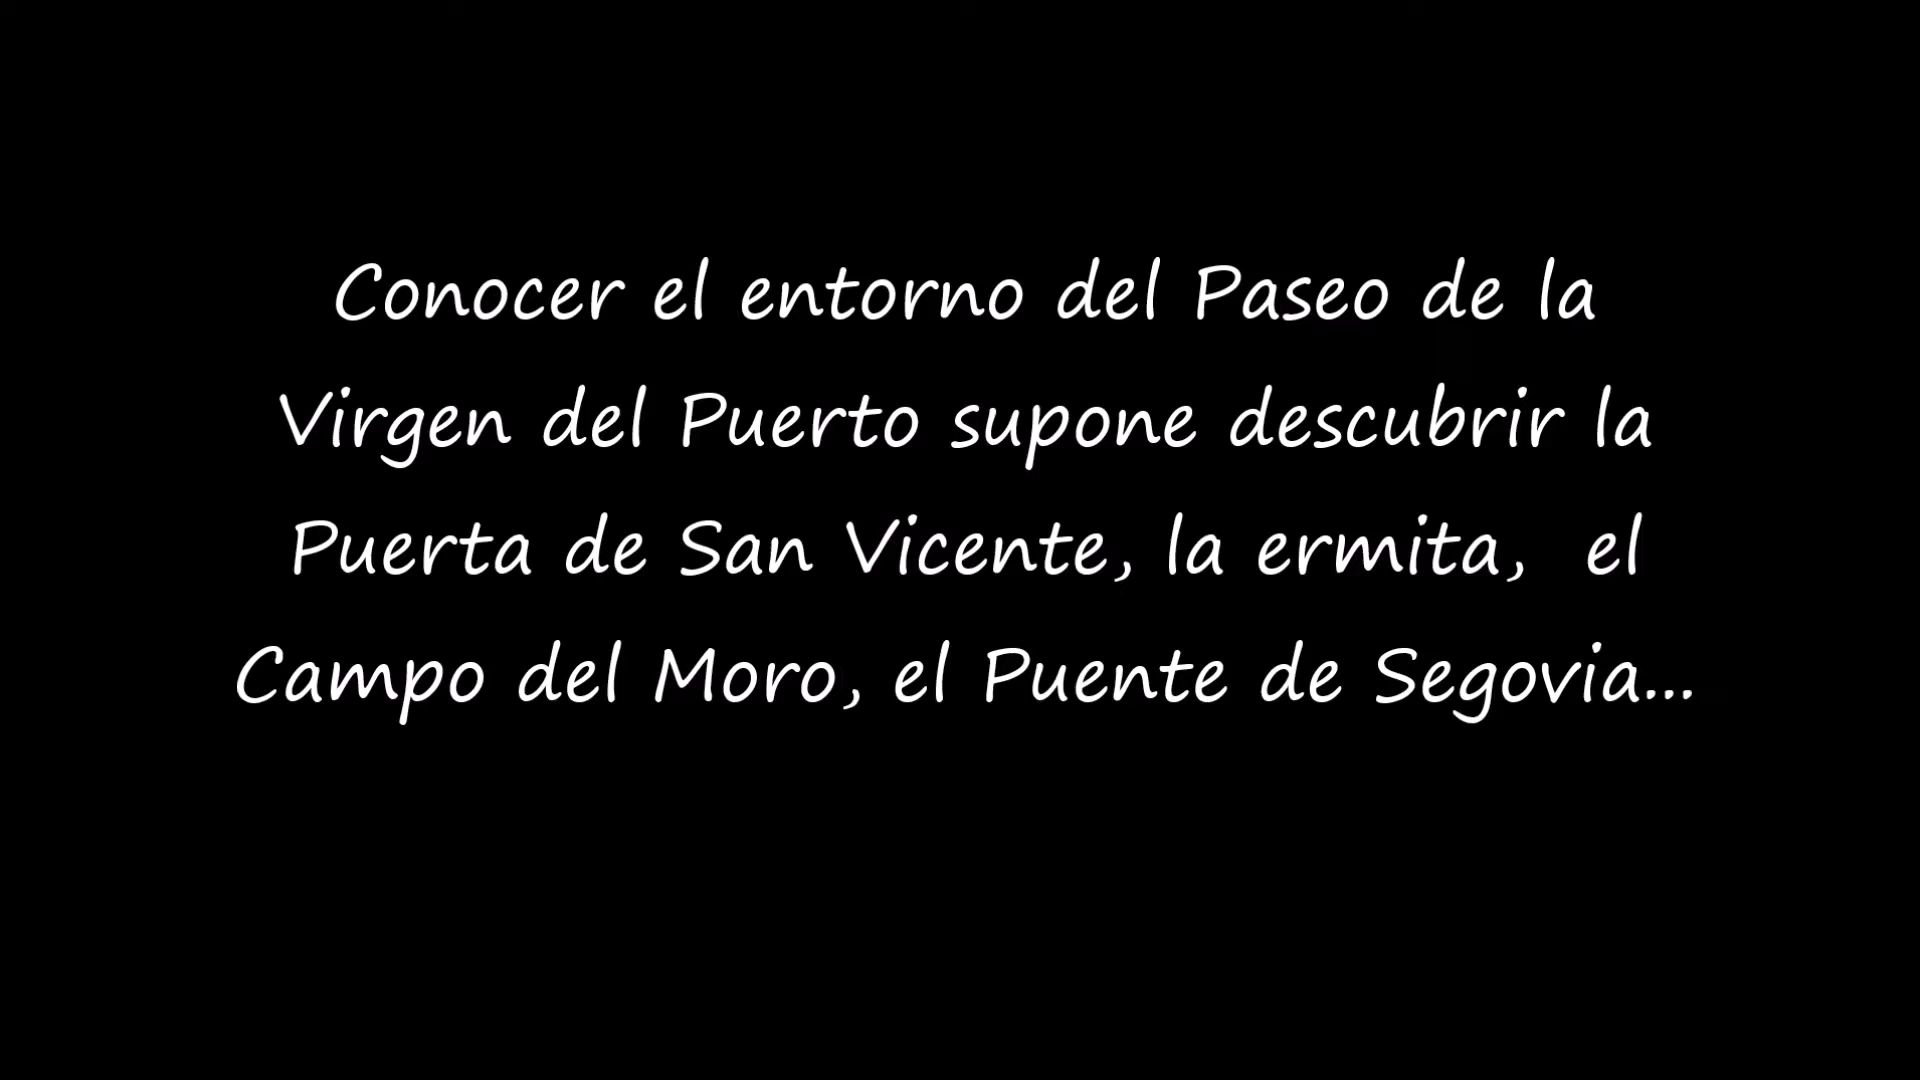 Conocer el entorno del Paseo de la
Virgen del Puerto supone descubrir la
Puerta de San Vicente, la ermita,  el
Campo del Moro, el Puente de Segovia...